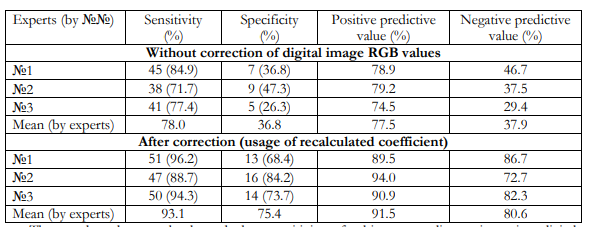 Experts (by №№) Sensitivity (%) Specificity (%) Positive predictive value (%) Negative predictive value (%)
Without correction of digital image RGB values
№1 45 (84.9) 7 (36.8) 78.9 46.7
№2 38 (71.7) 9 (47.3) 79.2 37.5
№3 41 (77.4) 5 (26.3) 74.5 29.4
Mean (by experts) 78.0 36.8 77.5 37.9
After correction (usage of recalculated coefficient)
№1 51 (96.2) 13 (68.4) 89.5 86.7
№2 47 (88.7) 16 (84.2) 94.0 72.7
№3 50 (94.3) 14 (73.7) 90.9 82.3
Mean (by experts) 93.1 75.4 91.5 80.6